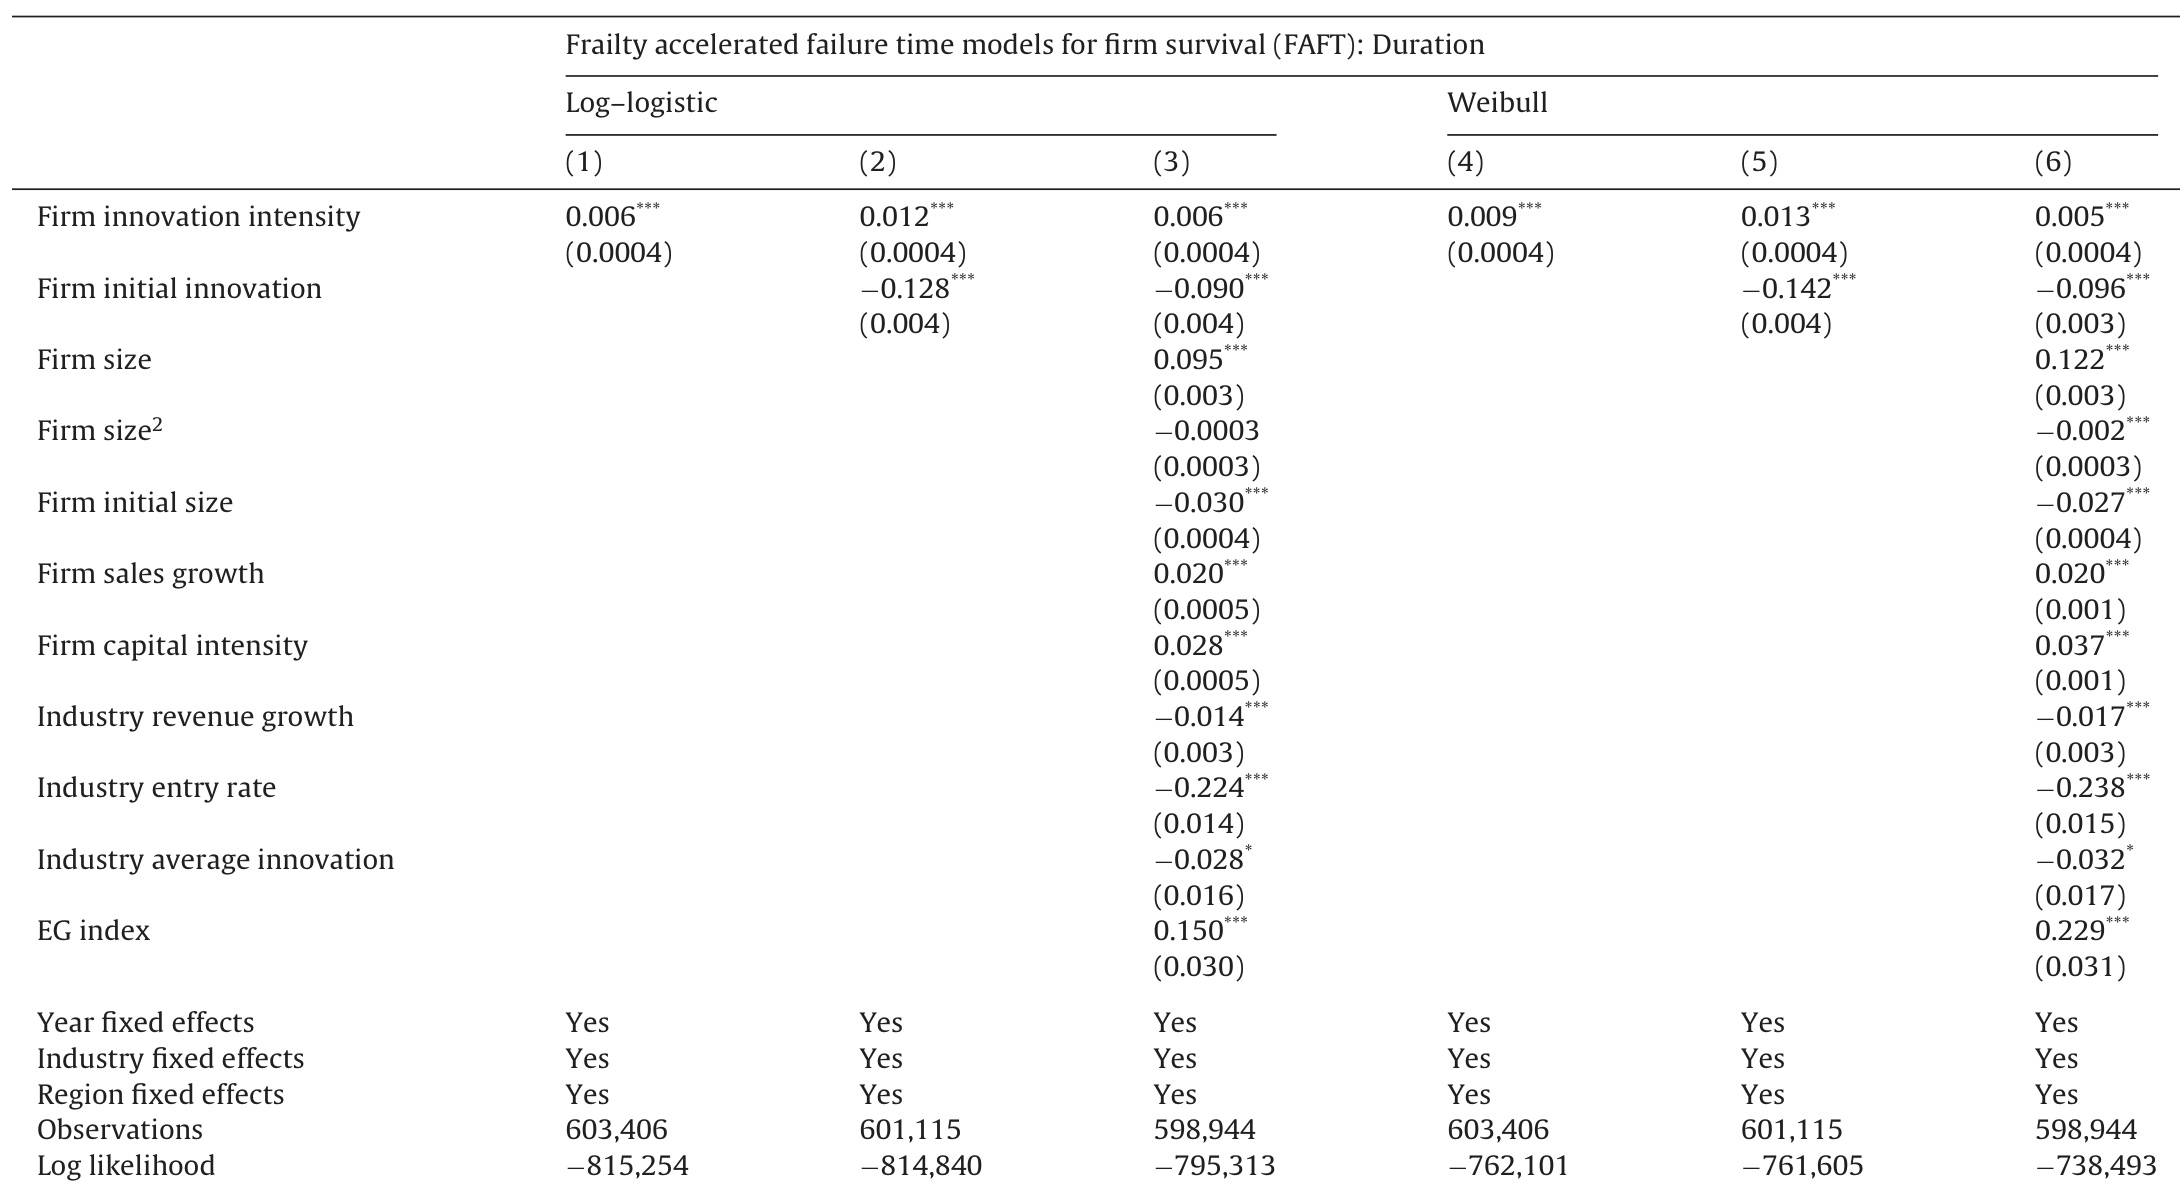 Frailty accelerated failure time models for firm survival (FAFT): Duration
Log–logistic Weibull
(1) (2) (3) (4) (5) (6)
Firm innovation intensity 0.006*** 0.012*** 0.006*** 0.009*** 0.013*** 0.005***
(0.0004) (0.0004) (0.0004) (0.0004) (0.0004) (0.0004)
Firm initial innovation −0.128*** −0.090*** −0.142*** −0.096***
(0.004) (0.004) (0.004) (0.003)
Firm size 0.095*** 0.122***
(0.003) (0.003)
Firm size² −0.0003 −0.002***
(0.0003) (0.0003)
Firm initial size −0.030*** −0.027***
(0.0004) (0.0004)
Firm sales growth 0.020*** 0.020***
(0.0005) (0.001)
Firm capital intensity 0.028*** 0.037***
(0.0005) (0.001)
Industry revenue growth −0.014*** −0.017***
(0.003) (0.003)
Industry entry rate −0.224*** −0.238***
(0.014) (0.015)
Industry average innovation −0.028* −0.032*
(0.016) (0.017)
EG index 0.150*** 0.229***
(0.030) (0.031)
Year fixed effects Yes Yes Yes Yes Yes Yes
Industry fixed effects Yes Yes Yes Yes Yes Yes
Region fixed effects Yes Yes Yes Yes Yes Yes
Observations 603,406 601,115 598,944 603,406 601,115 598,944
Log likelihood −815,254 −814,840 −795,313 −762,101 −761,605 −738,493